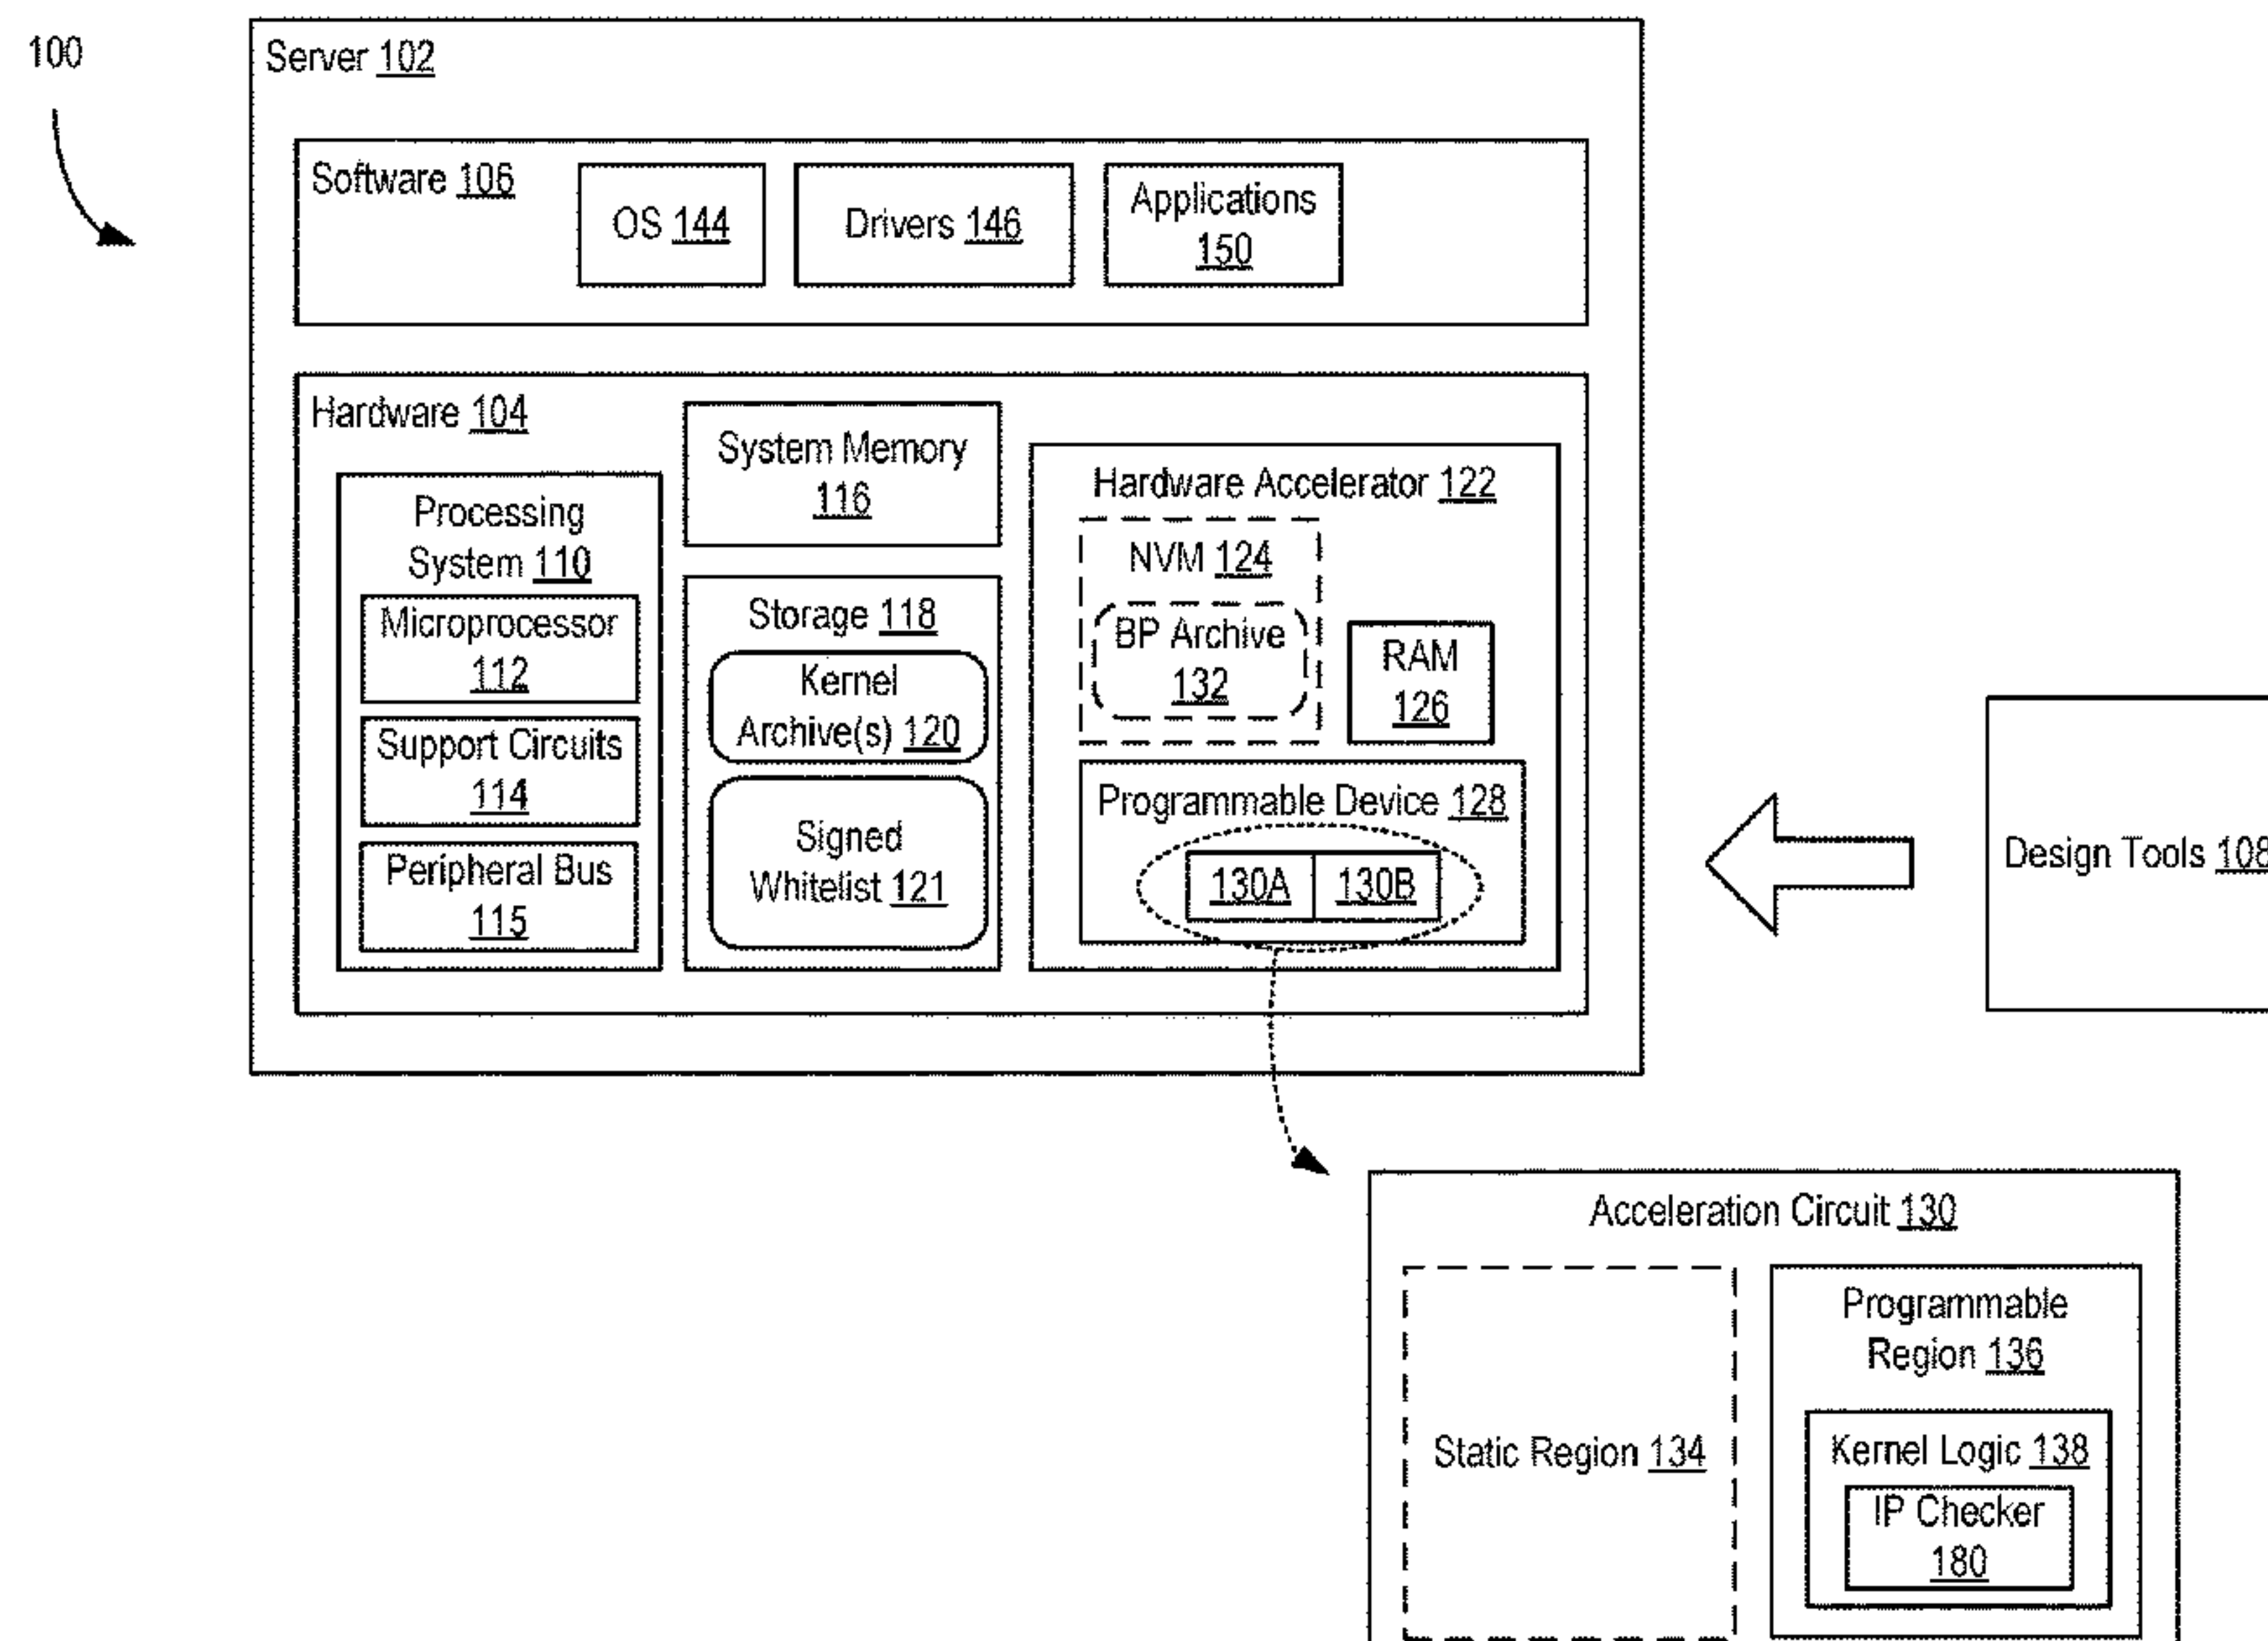 100
Server 102
Software 106
OS 144
Drivers 146
Applications
150
Hardware 104
Processing
System 110
Microprocessor
112
Support Circuits
114
Peripheral Bus
115
System Memory
116
Storage 118
Kernel
Archive(s) 120
Signed
Whitelist 121
Hardware Accelerator 122
NVM 124
BP Archive
132
RAM
126
Programmable Device 128
130A
130B
Design Tools 108
Acceleration Circuit 130
Static Region 134
Programmable
Region 136
Kernel Logic 138
IP Checker
180